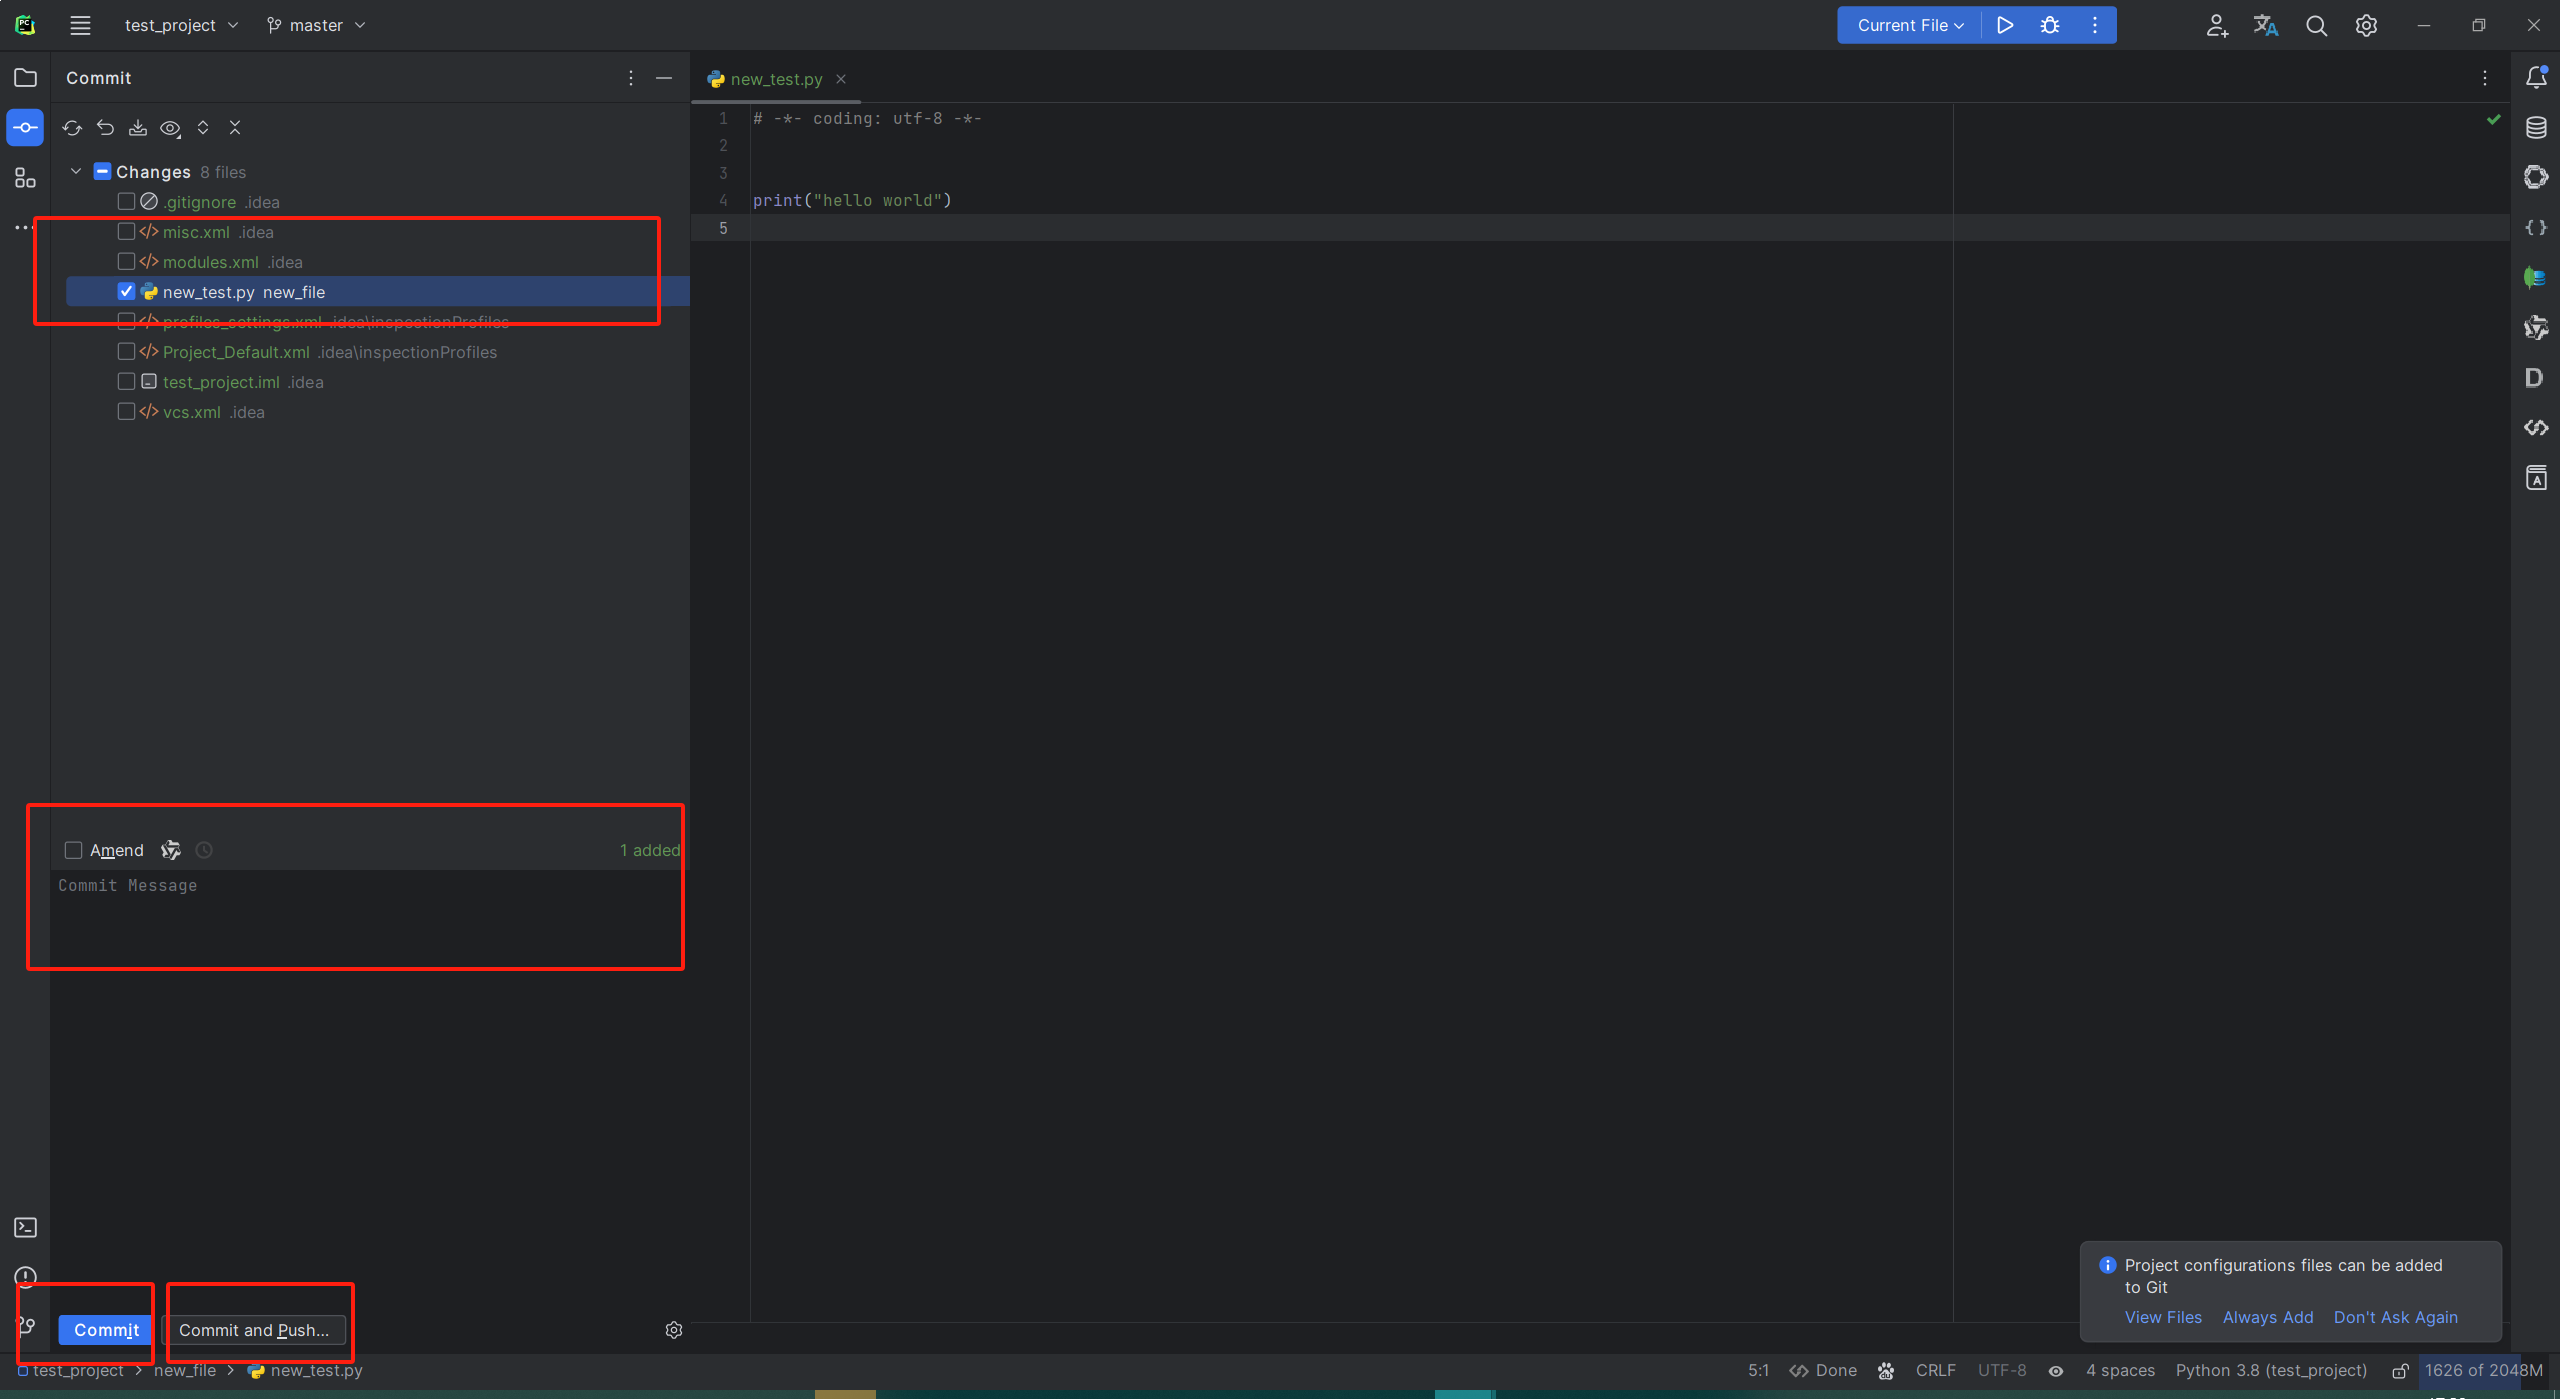 PC
test_project
master
Current File
Commit
new_test.py
Changes 8 files
.gitignore .idea
misc.xml .idea
modules.xml .idea
new_test.py new_file
profiles_settings.xml .idea\inspectionProfiles
Project_Default.xml .idea\inspectionProfiles
test_project.iml .idea
vcs.xml .idea
1 # -*- coding: utf-8 -*-
2
3
4 print("hello world")
5
D
Amend
1 added
Commit Message
Commit
Commit and Push...
Project configurations files can be added
to Git
View Files Always Add Don't Ask Again
test_project > new_file > new_test.py
5:1 Done CRLF UTF-8 4 spaces Python 3.8 (test_project) 1626 of 2048M